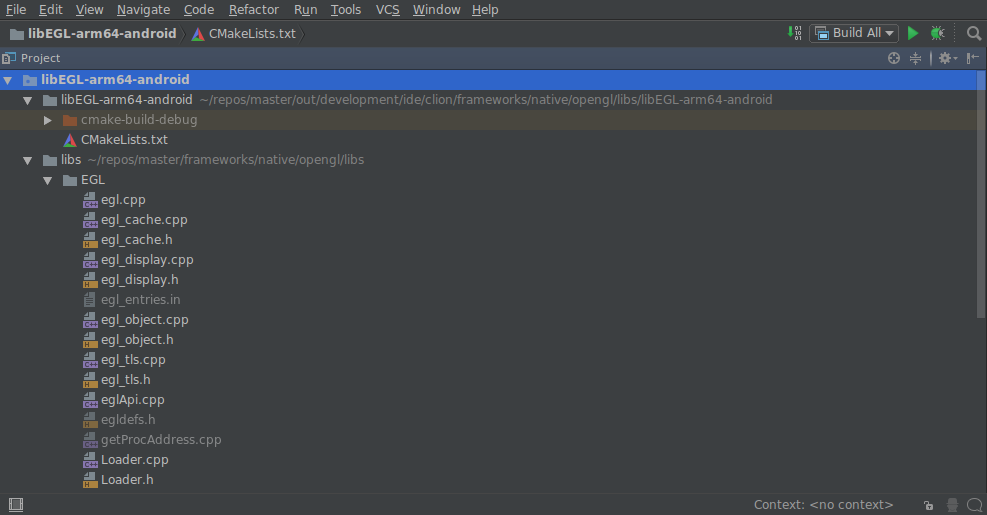 File Edit View Navigate Code Refactor Run Tools VCS Window Help
libEGL-arm64-android CMakeLists.txt Build All
Project
libEGL-arm64-android
libEGL-arm64-android ~/repos/master/out/development/ide/clion/frameworks/native/opengl/libs/libEGL-arm64-android
cmake-build-debug
CMakeLists.txt
libs ~/repos/master/frameworks/native/opengl/libs
EGL
egl.cpp
egl_cache.cpp
egl_cache.h
egl_display.cpp
egl_display.h
egl_entries.in
egl_object.cpp
egl_object.h
egl_tls.cpp
egl_tls.h
eglApi.cpp
egldefs.h
getProcAddress.cpp
Loader.cpp
Loader.h
Context: <no context>